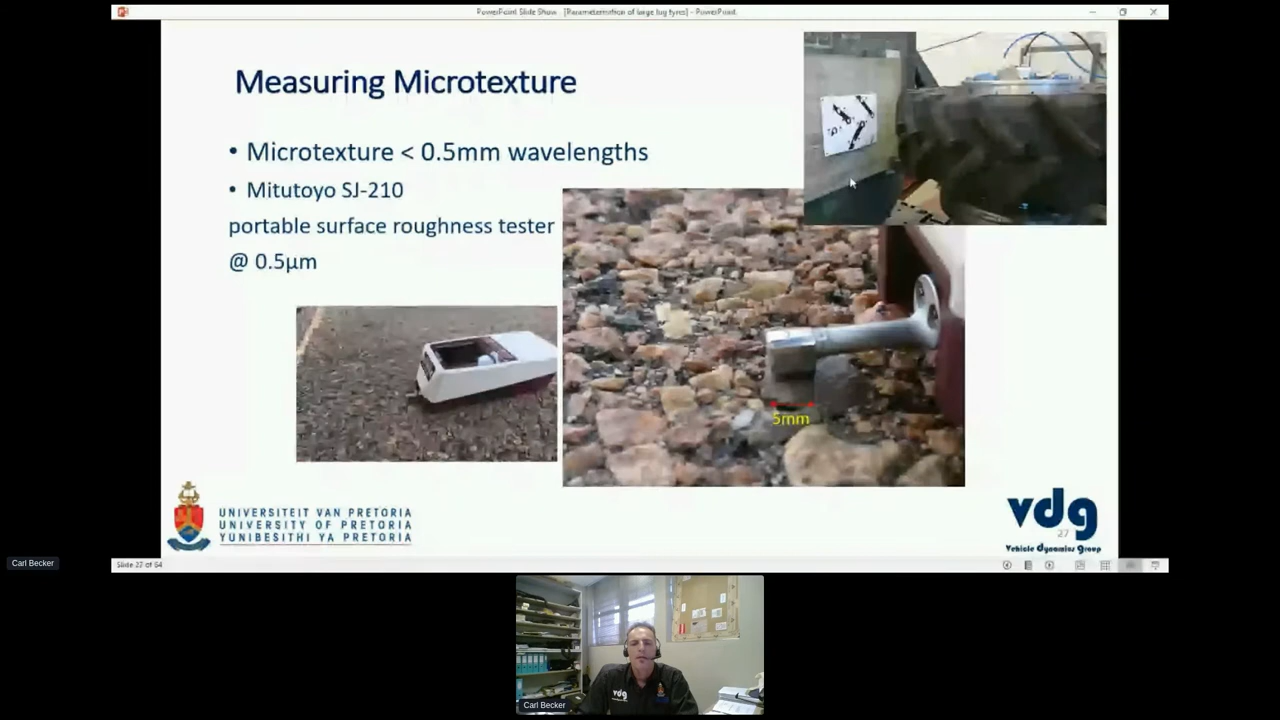 PowerPoint Slide Show - [Parameterisation of large lug tyres] - PowerPoint
Measuring Microtexture
• Microtexture < 0.5mm wavelengths
• Mitutoyo SJ-210
portable surface roughness tester
@ 0.5µm
5mm
UNIVERSITEIT VAN PRETORIA
UNIVERSITY OF PRETORIA
YUNIBESITHI YA PRETORIA
vdg
27
Vehicle Dynamics Group
Carl Becker
Slide 27 of 64
vdg
Carl Becker